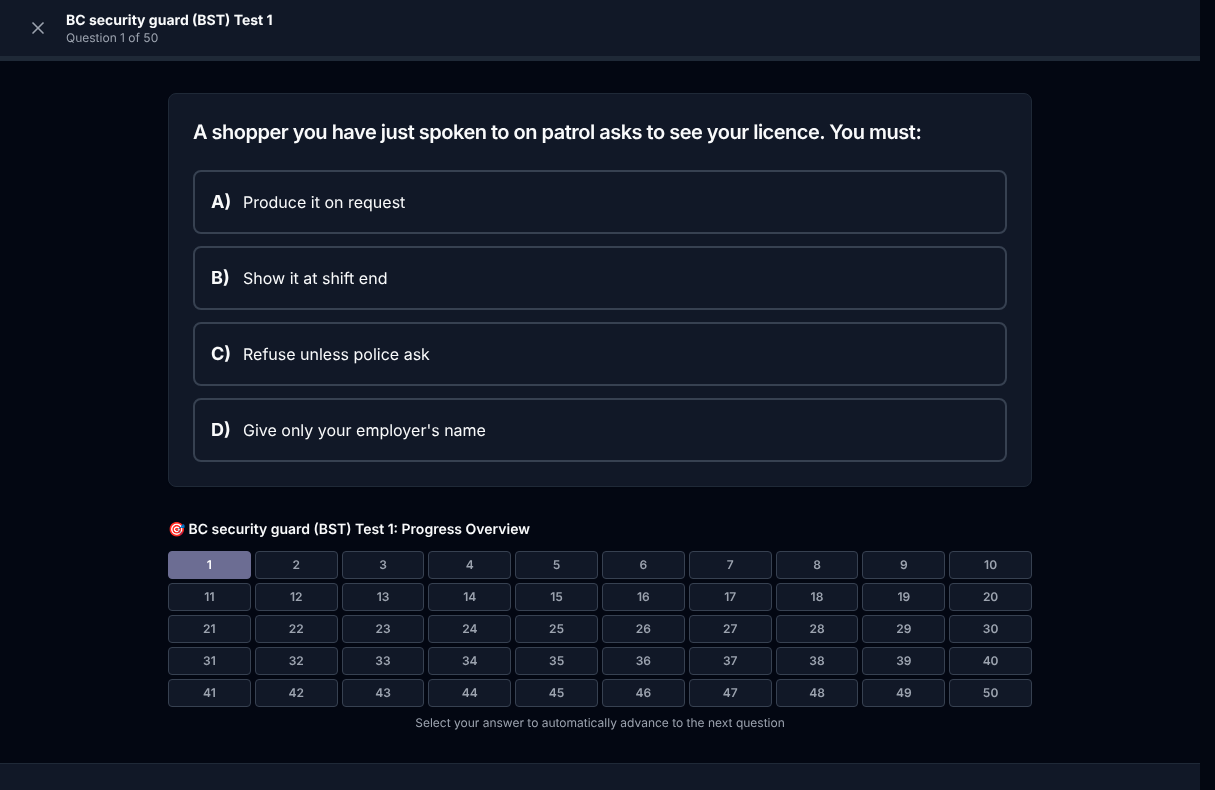 BC security guard (BST) Test 1
Question 1 of 50
A shopper you have just spoken to on patrol asks to see your licence. You must:
A) Produce it on request
B) Show it at shift end
C) Refuse unless police ask
D) Give only your employer's name
🎯 BC security guard (BST) Test 1: Progress Overview
1 2 3 4 5 6 7 8 9 10
11 12 13 14 15 16 17 18 19 20
21 22 23 24 25 26 27 28 29 30
31 32 33 34 35 36 37 38 39 40
41 42 43 44 45 46 47 48 49 50
Select your answer to automatically advance to the next question